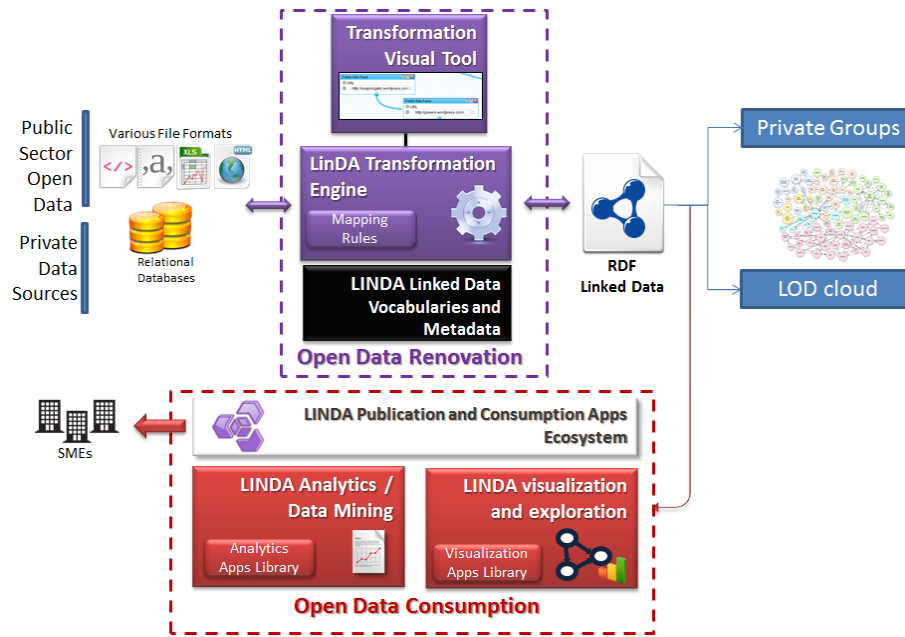 Transformation
Visual Tool
URL
http://
LinDA Transformation
Engine
Mapping
Rules
LINDA Linked Data
Vocabularies and
Metadata
Open Data Renovation
Public
Sector
Open
Data
Private
Data
Sources
Various File Formats
</>
,a,
XLS
HTML
Relational
Databases
RDF
Linked Data
Private Groups
LOD cloud
SMEs
LINDA Publication and Consumption Apps
Ecosystem
LINDA Analytics /
Data Mining
Analytics
Apps Library
LINDA visualization
and exploration
Visualization
Apps Library
Open Data Consumption